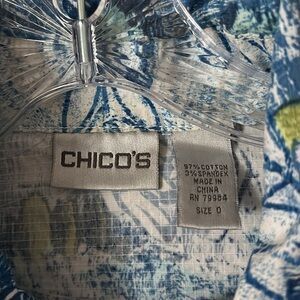 CHICO'S
97% COTTON
3% SPANDEX
MADE IN
CHINA
RN 79984
SIZE 0